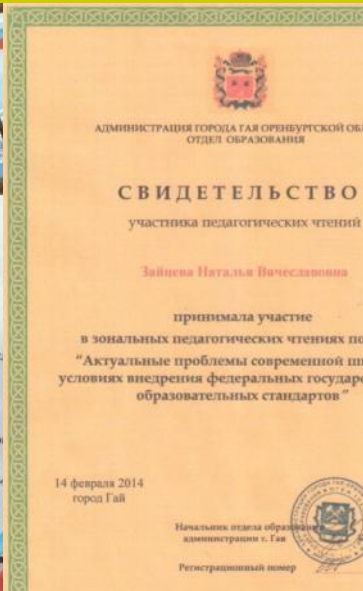 АДМИНИСТРАЦИЯ ГОРОДА ГАЯ ОРЕНБУРГСКОЙ
ОТДЕЛ ОБРАЗОВАНИЯ
СВИДЕТЕЛЬСТВО
участника педагогических чтений
Зайцева Наталья Вячеславовна
принимала участие
в зональных педагогических чтениях
"Актуальные проблемы современной
условиях внедрения федеральных
образовательных стандартов"
14 февраля 2014
город Гай
Начальник отдела
администрации г. Гая
Регистрационный номер